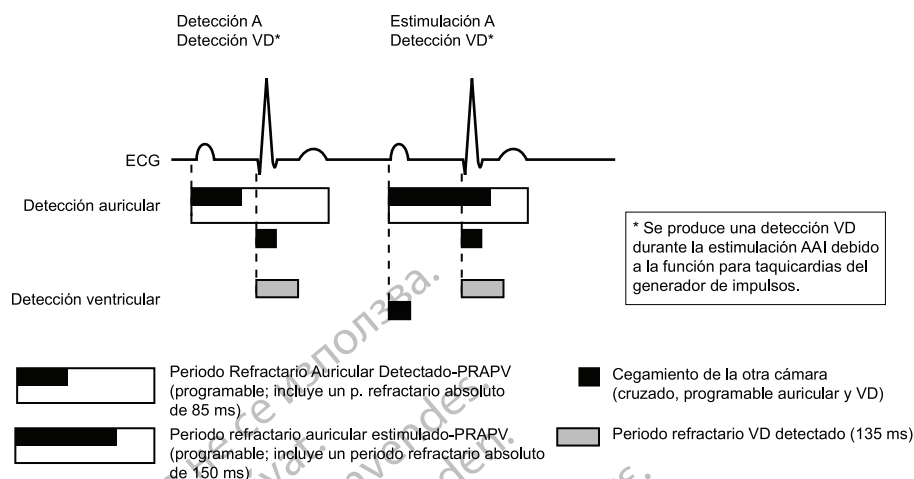 Detección A
Detección VD*
Estimulación A
Detección VD*
ECG
Detección auricular
* Se produce una detección VD
durante la estimulación AAI debido
a la función para taquicardias del
generador de impulsos.
Detección ventricular
Periodo Refractario Auricular Detectado-PRAPV
(programable; incluye un p. refractario absoluto
de 85 ms)
Periodo refractario auricular estimulado-PRAPV
(programable; incluye un periodo refractario absoluto
de 150 ms)
Cegamiento de la otra cámara
(cruzado, programable auricular y VD)
Periodo refractario VD detectado (135 ms)
не се използва.